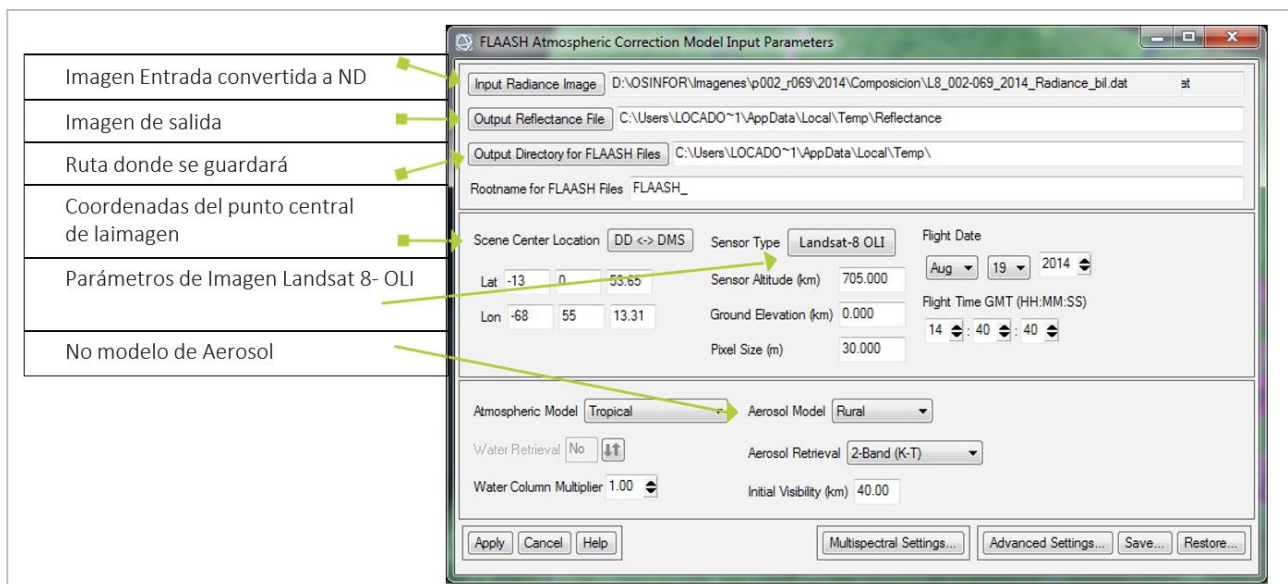 Imagen Entrada convertida a ND
Imagen de salida
Ruta donde se guardará
Coordenadas del punto central
de laimagen
Parámetros de Imagen Landsat 8- OLI
No modelo de Aerosol
FLAASH Atmospheric Correction Model Input Parameters
Input Radiance Image D:\OSINFOR\Imagenes\p002_r069\2014\Composicion\L8_002-069_2014_Radiance_bil.dat at
Output Reflectance File C:\Users\LOCADO~1\AppData\Local\Temp\Reflectance
Output Directory for FLAASH Files C:\Users\LOCADO~1\AppData\Local\Temp\
Rootname for FLAASH Files FLAASH_
Scene Center Location DD <-> DMS
Lat -13 0 53.65
Lon -68 55 13.31
Sensor Type Landsat-8 OLI
Sensor Altitude (km) 705.000
Ground Elevation (km) 0.000
Pixel Size (m) 30.000
Flight Date
Aug 19 2014
Flight Time GMT (HH:MM:SS)
14 : 40 : 40
Atmospheric Model Tropical
Water Retrieval No
Water Column Multiplier 1.00
Aerosol Model Rural
Aerosol Retrieval 2-Band (K-T)
Initial Visibility (km) 40.00
Apply Cancel Help Multispectral Settings... Advanced Settings... Save... Restore...